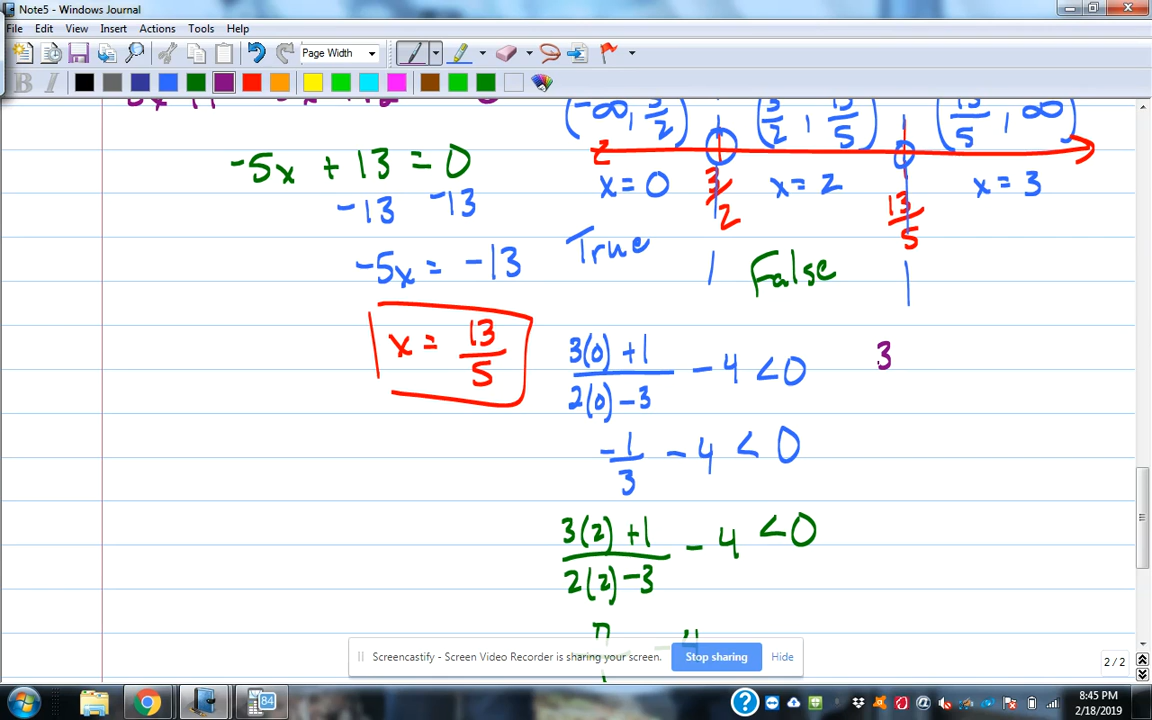 Note5 - Windows Journal
File Edit View Insert Actions Tools Help
Page Width
B I
(-∞, 3/2) (3/2, 13/5) (13/5, ∞)
-5x + 13 = 0
-13 -13
-5x = -13
x = 13/5
x = 0 3/2 x = 2 13/5 x = 3
True | False |
3(0) + 1 / 2(0) - 3 - 4 < 0
3
-1/3 - 4 < 0
3(2) + 1 / 2(2) - 3 - 4 < 0
7 - 4
Screencastify - Screen Video Recorder is sharing your screen. Stop sharing Hide
2 / 2
84
8:45 PM
2/18/2019